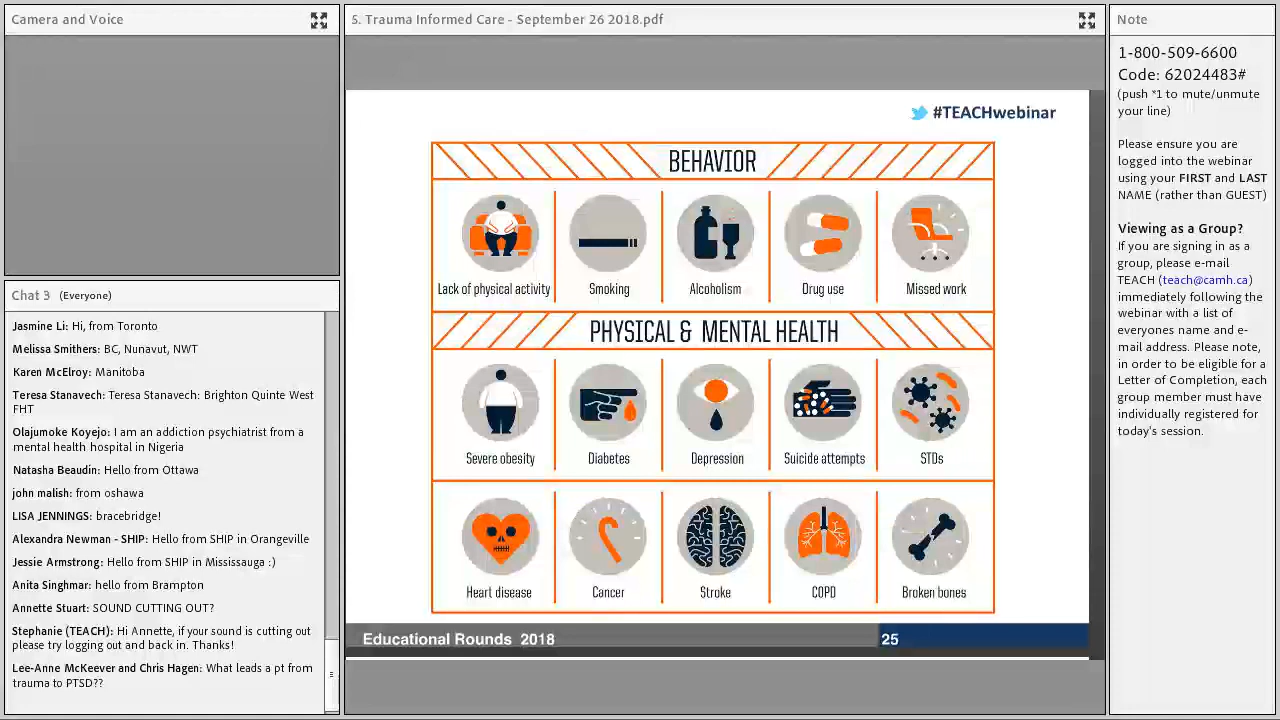 Camera and Voice
Chat 3 (Everyone)
Jasmine Li: Hi, from Toronto
Melissa Smithers: BC, Nunavut, NWT
Karen McElroy: Manitoba
Teresa Stanavech: Teresa Stanavech: Brighton Quinte West
FHT
Olajumoke Koyejo: I am an addiction psychiatrist from a
mental health hospital in Nigeria
Natasha Beaudin: Hello from Ottawa
john malish: from oshawa
LISA JENNINGS: bracebridge!
Alexandra Newman - SHIP: Hello from SHIP in Orangeville
Jessie Armstrong: Hello from SHIP in Mississauga :)
Anita Singhmar: hello from Brampton
Annette Stuart: SOUND CUTTING OUT?
Stephanie (TEACH): Hi Annette, if your sound is cutting out
please try logging out and back in. Thanks!
Lee-Anne McKeever and Chris Hagen: What leads a pt from
trauma to PTSD??
5. Trauma Informed Care - September 26 2018.pdf
#TEACHwebinar
BEHAVIOR
Lack of physical activity
Smoking
Alcoholism
Drug use
Missed work
PHYSICAL & MENTAL HEALTH
Severe obesity
Diabetes
Depression
Suicide attempts
STDs
Heart disease
Cancer
Stroke
COPD
Broken bones
Educational Rounds 2018
25
Note
1-800-509-6600
Code: 62024483#
(push *1 to mute/unmute
your line)
Please ensure you are
logged into the webinar
using your FIRST and LAST
NAME (rather than GUEST)
Viewing as a Group?
If you are signing in as a
group, please e-mail
TEACH (teach@camh.ca)
immediately following the
webinar with a list of
everyones name and e-
mail address. Please note,
in order to be eligible for a
Letter of Completion, each
group member must have
individually registered for
today's session.